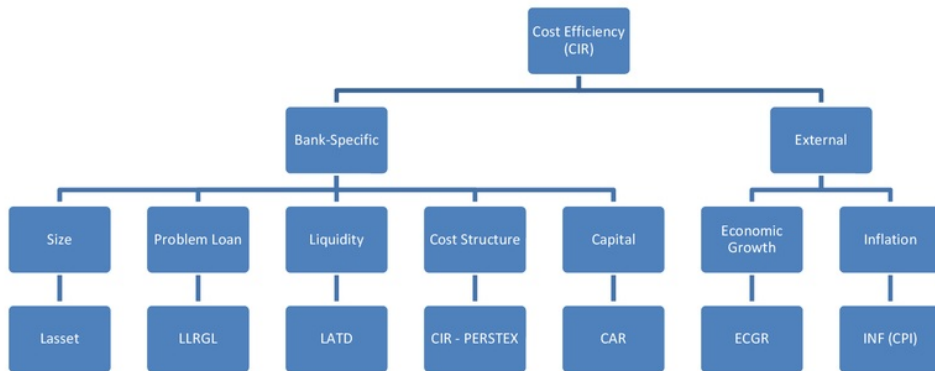 Cost Efficiency
(CIR)
Bank-Specific
External
Size
Problem Loan
Liquidity
Cost Structure
Capital
Economic
Growth
Inflation
Lasset
LLRGL
LATD
CIR - PERSTEX
CAR
ECGR
INF (CPI)